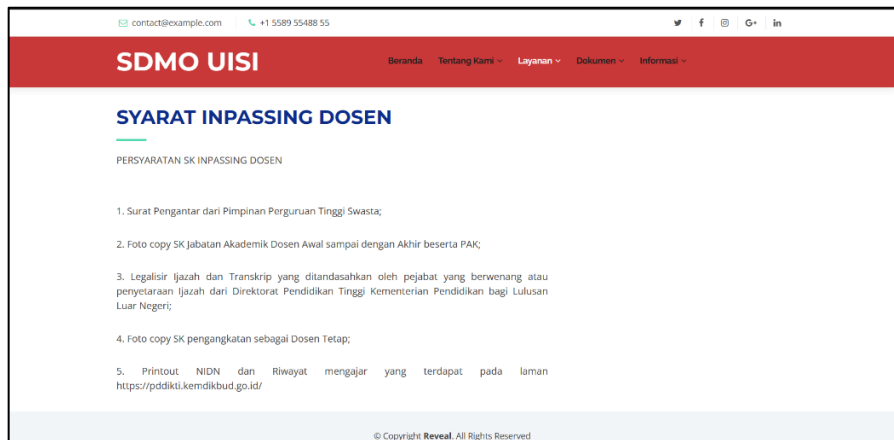 contact@example.com +1 5589 55488 55
SDMO UISI
Beranda Tentang Kami Layanan Dokumen Informasi
SYARAT INPASSING DOSEN
PERSYARATAN SK INPASSING DOSEN
1. Surat Pengantar dari Pimpinan Perguruan Tinggi Swasta;
2. Foto copy SK Jabatan Akademik Dosen Awal sampai dengan Akhir beserta PAK;
3. Legalisir Ijazah dan Transkrip yang ditandasahkan oleh pejabat yang berwenang atau
penyetaraan Ijazah dari Direktorat Pendidikan Tinggi Kementerian Pendidikan bagi Lulusan
Luar Negeri;
4. Foto copy SK pengangkatan sebagai Dosen Tetap;
5. Printout NIDN dan Riwayat mengajar yang terdapat pada laman
https://pddikti.kemdikbud.go.id/
© Copyright Reveal. All Rights Reserved